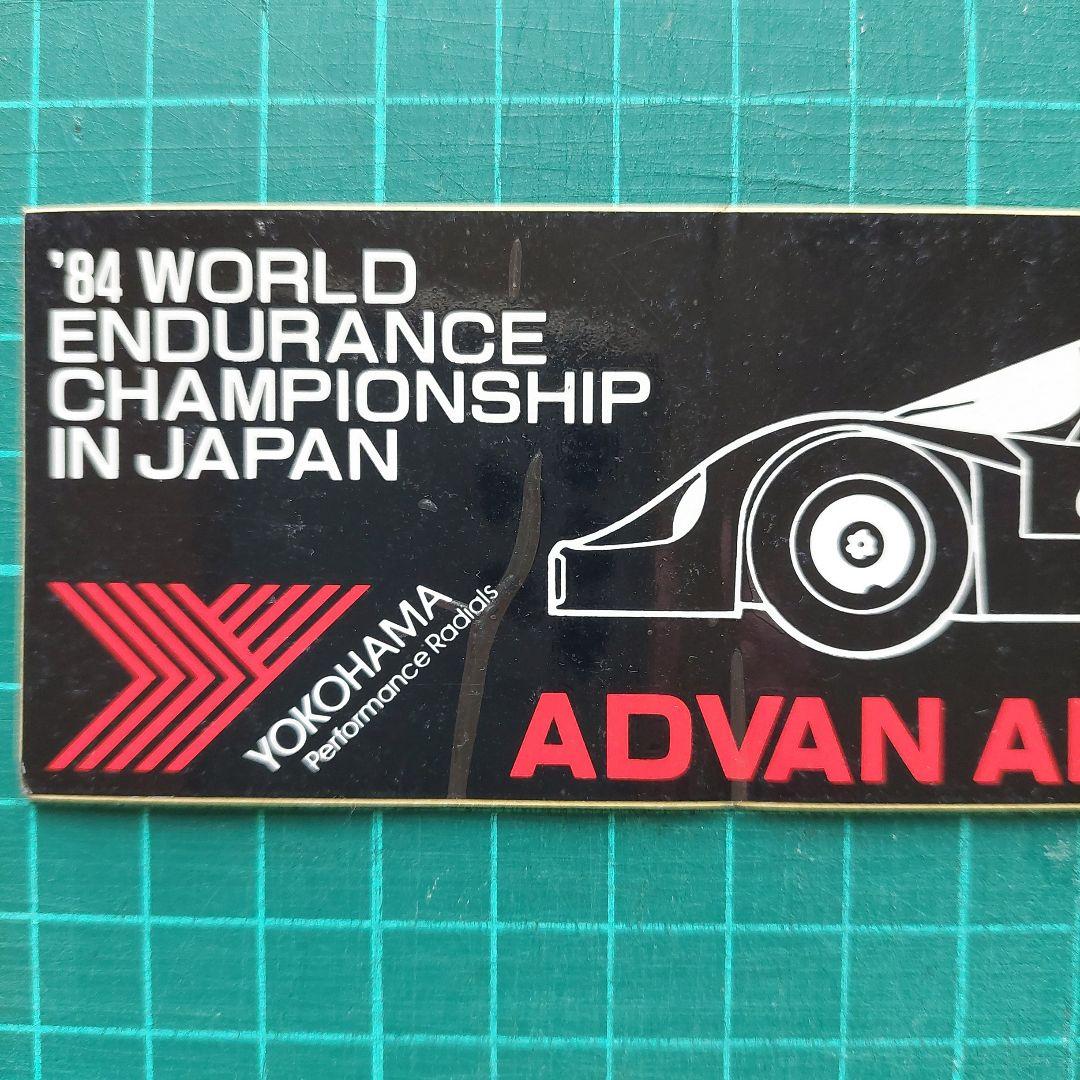 '84 WORLD
ENDURANCE
CHAMPIONSHIP
IN JAPAN
YOKOHAMA
Performance Radials
ADVAN